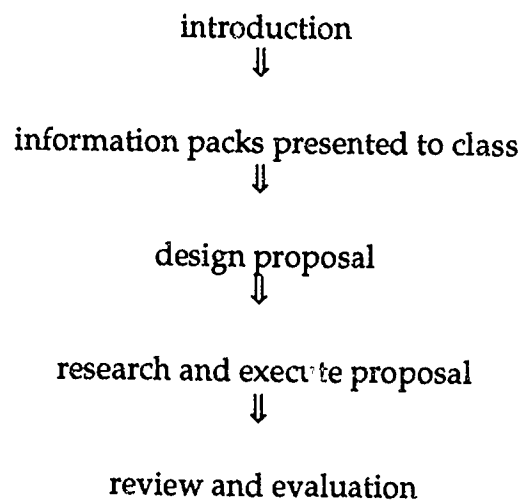 introduction
⇓
information packs presented to class
⇓
design proposal
⇓
research and execute proposal
⇓
review and evaluation